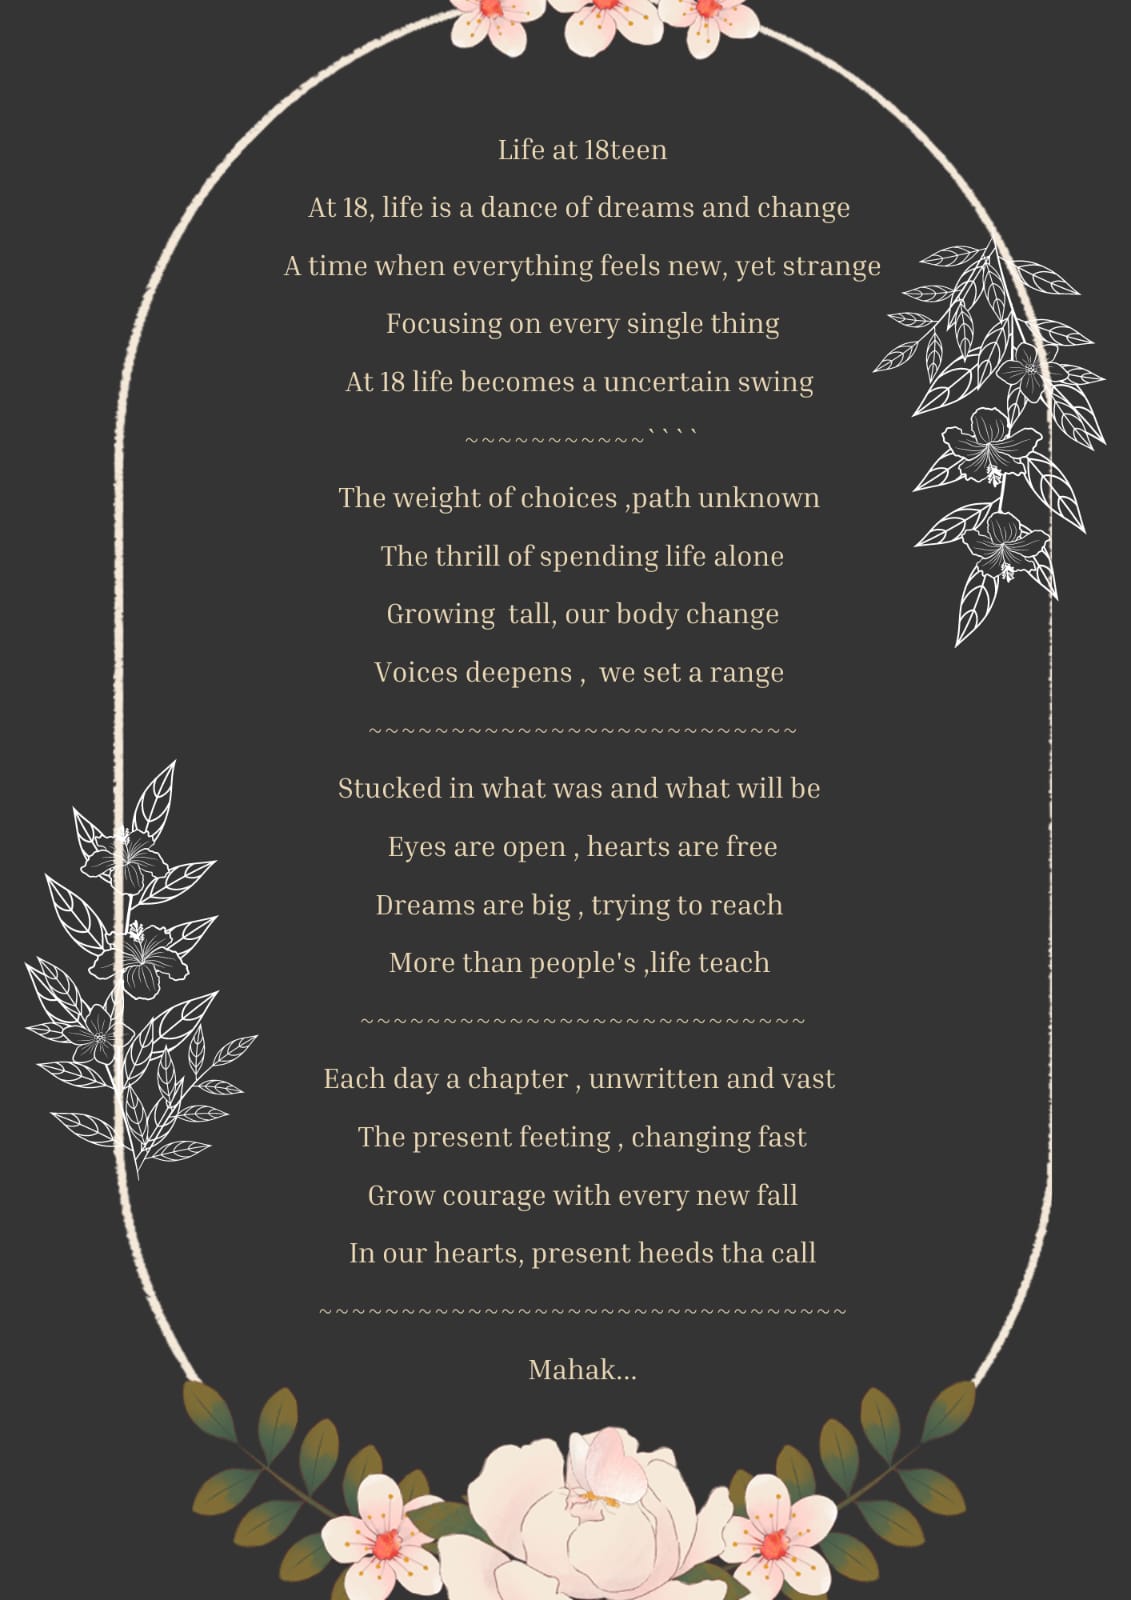 Life at 18teen
At 18, life is a dance of dreams and change
A time when everything feels new, yet strange
Focusing on every single thing
At 18 life becomes a uncertain swing
~~~~~~~~~~~````
The weight of choices ,path unknown
The thrill of spending life alone
Growing  tall, our body change
Voices deepens ,  we set a range
~~~~~~~~~~~~~~~~~~~~~~~~~~
Stucked in what was and what will be
Eyes are open , hearts are free
Dreams are big , trying to reach
More than people's ,life teach
~~~~~~~~~~~~~~~~~~~~~~~~~~~
Each day a chapter , unwritten and vast
The present feeting , changing fast
Grow courage with every new fall
In our hearts, present heeds tha call
~~~~~~~~~~~~~~~~~~~~~~~~~~~~~~~~
Mahak...